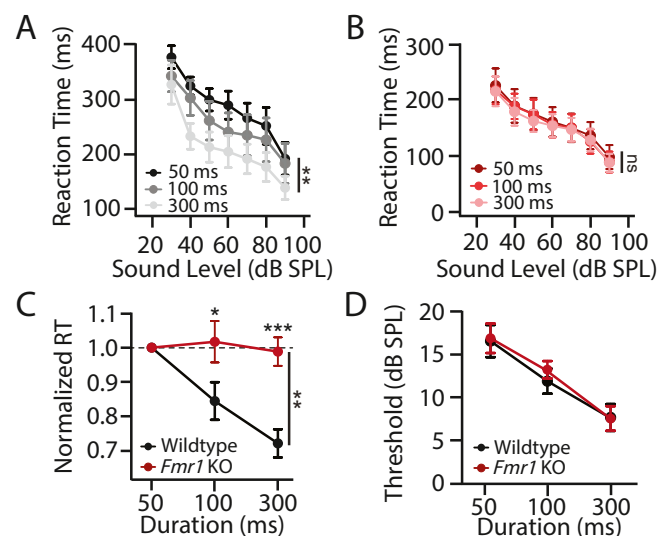 A
Reaction Time (ms)
400
300
200
100
50 ms
100 ms
300 ms
**
20 40 60 80 100
Sound Level (dB SPL)
B
Reaction Time (ms)
300
200
100
0
50 ms
100 ms
300 ms
ns
20 40 60 80 100
Sound Level (dB SPL)
C
Normalized RT
1.0
0.9
0.8
0.7
*
***
**
Wildtype
Fmr1 KO
50 100 300
Duration (ms)
D
Threshold (dB SPL)
20
15
10
5
0
Wildtype
Fmr1 KO
50 100 300
Duration (ms)